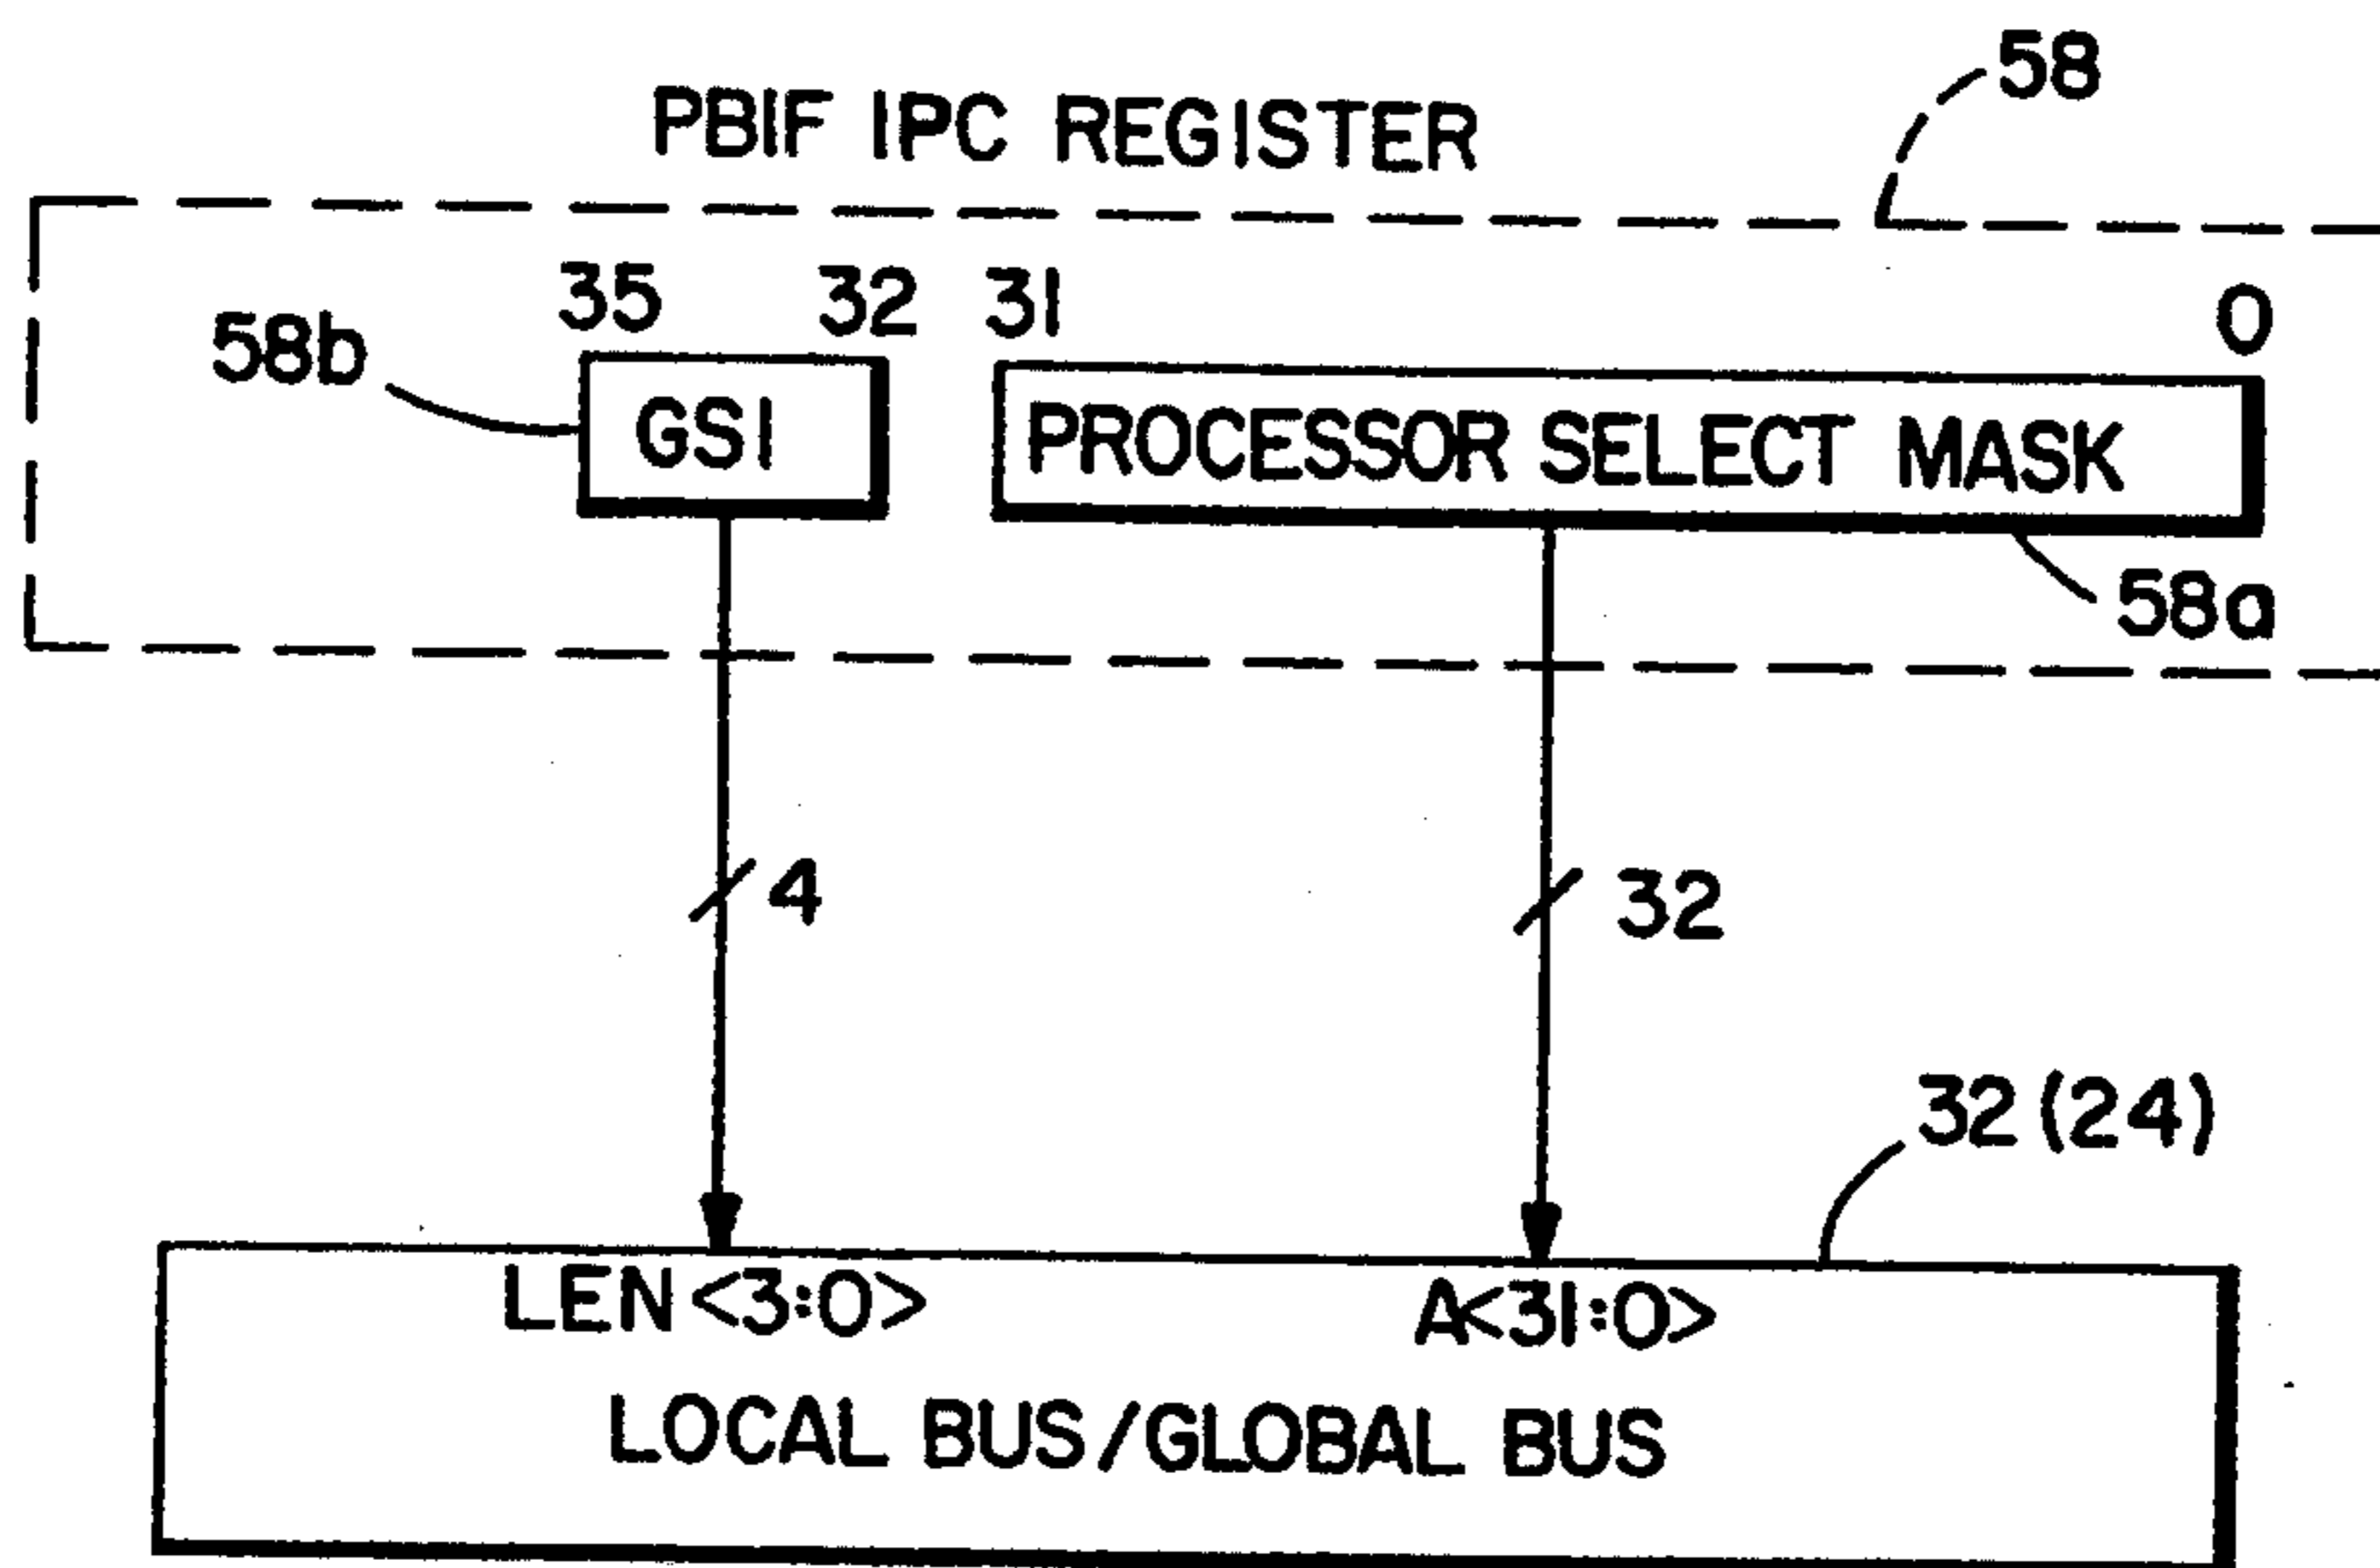 58
PBIF IPC REGISTER
35 32 31 0
58b
GSI
PROCESSOR SELECT MASK
58a
4 32
32(24)
LEN<3:0> A<31:0>
LOCAL BUS/GLOBAL BUS